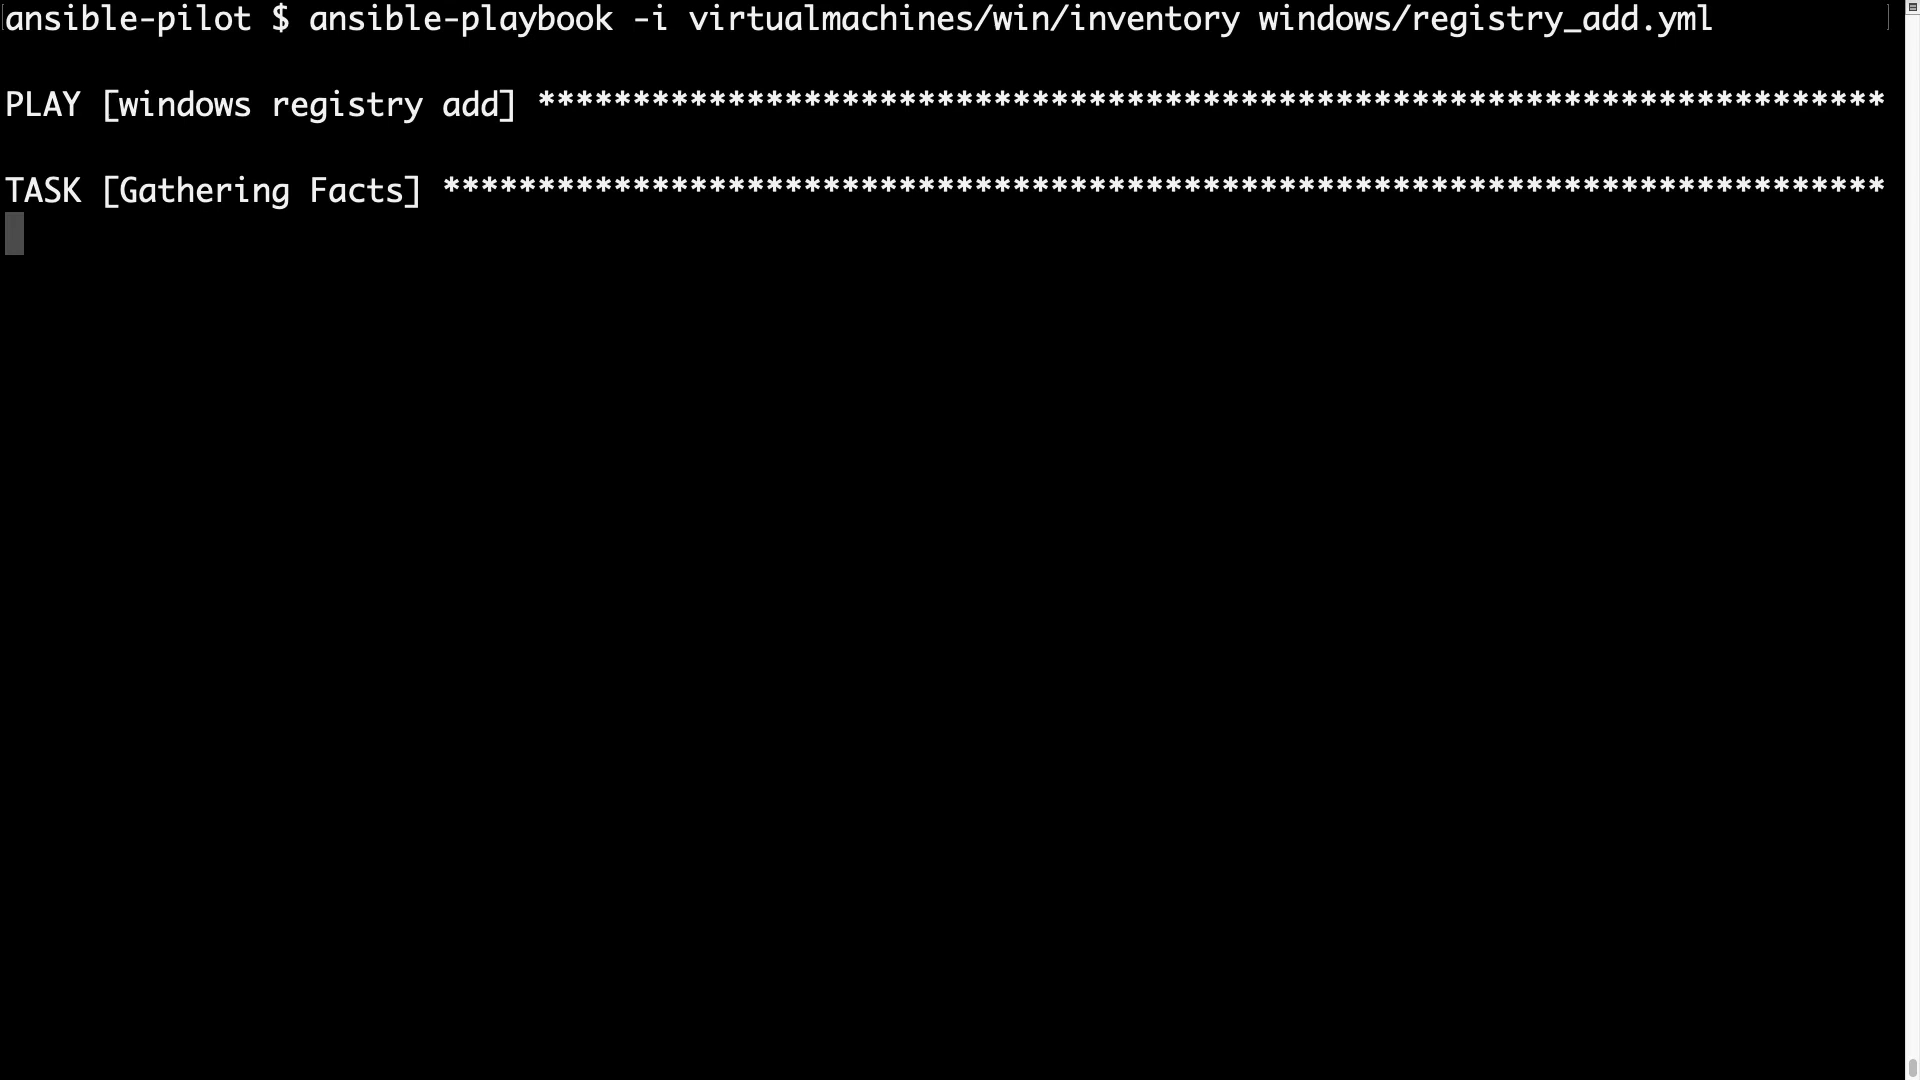 ansible-pilot $ ansible-playbook -i virtualmachines/win/inventory windows/registry_add.yml
PLAY [windows registry add] ***********************************************************************
TASK [Gathering Facts] ****************************************************************************